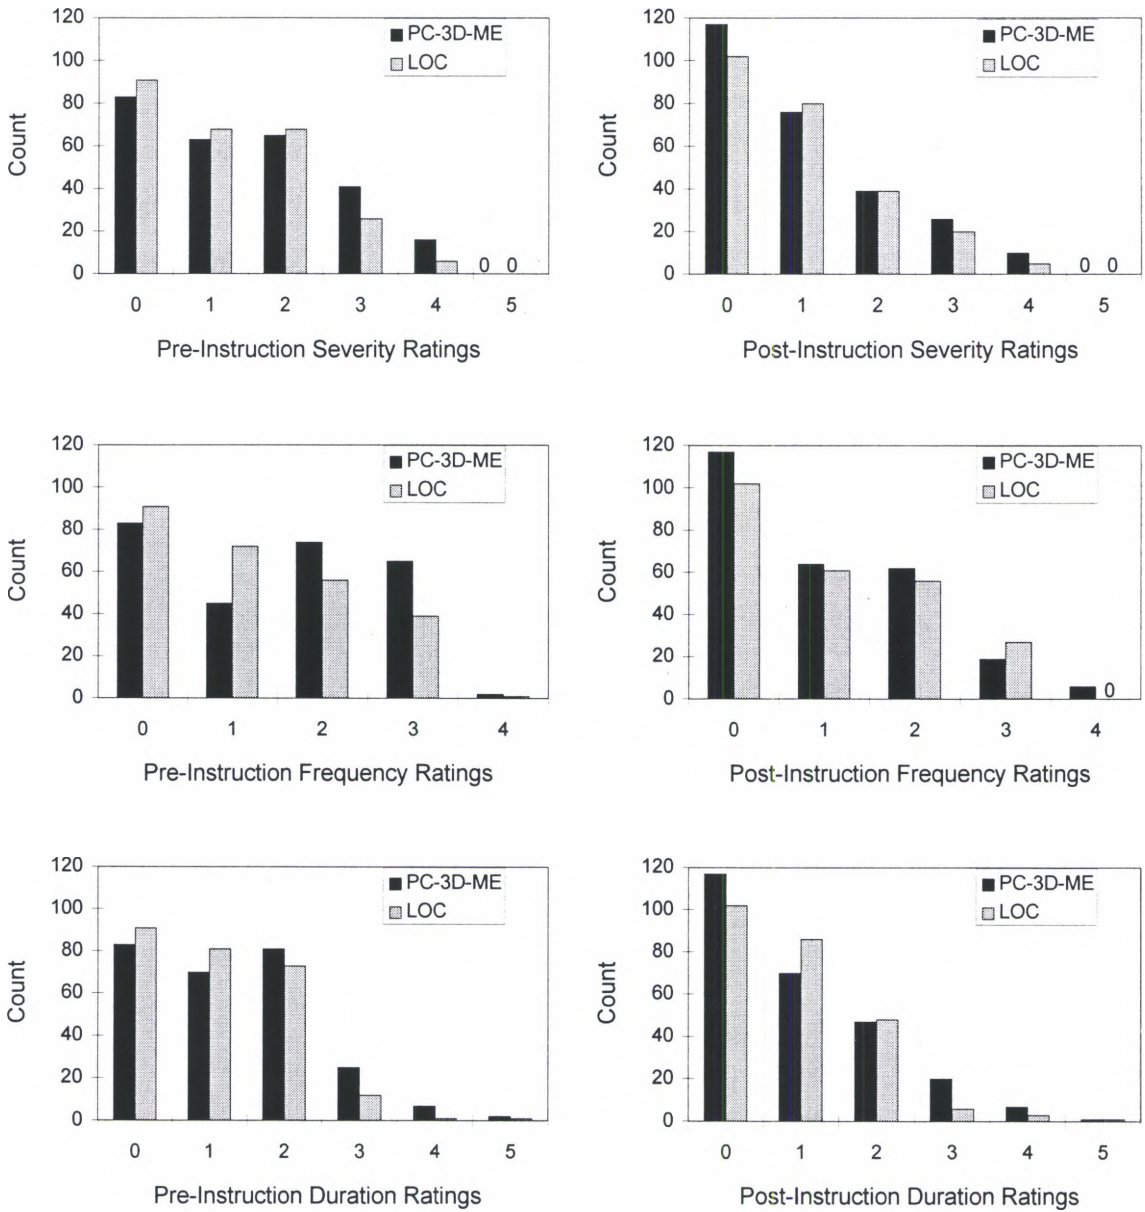 120
100
80
60
40
20
0
Count
PC-3D-ME
LOC
0 0
0 1 2 3 4 5
Pre-Instruction Severity Ratings
120
100
80
60
40
20
0
Count
PC-3D-ME
LOC
0 0
0 1 2 3 4 5
Post-Instruction Severity Ratings
120
100
80
60
40
20
0
Count
PC-3D-ME
LOC
0 1 2 3 4
Pre-Instruction Frequency Ratings
120
100
80
60
40
20
0
Count
PC-3D-ME
LOC
0
0 1 2 3 4
Post-Instruction Frequency Ratings
120
100
80
60
40
20
0
Count
PC-3D-ME
LOC
0 1 2 3 4 5
Pre-Instruction Duration Ratings
120
100
80
60
40
20
0
Count
PC-3D-ME
LOC
0 1 2 3 4 5
Post-Instruction Duration Ratings